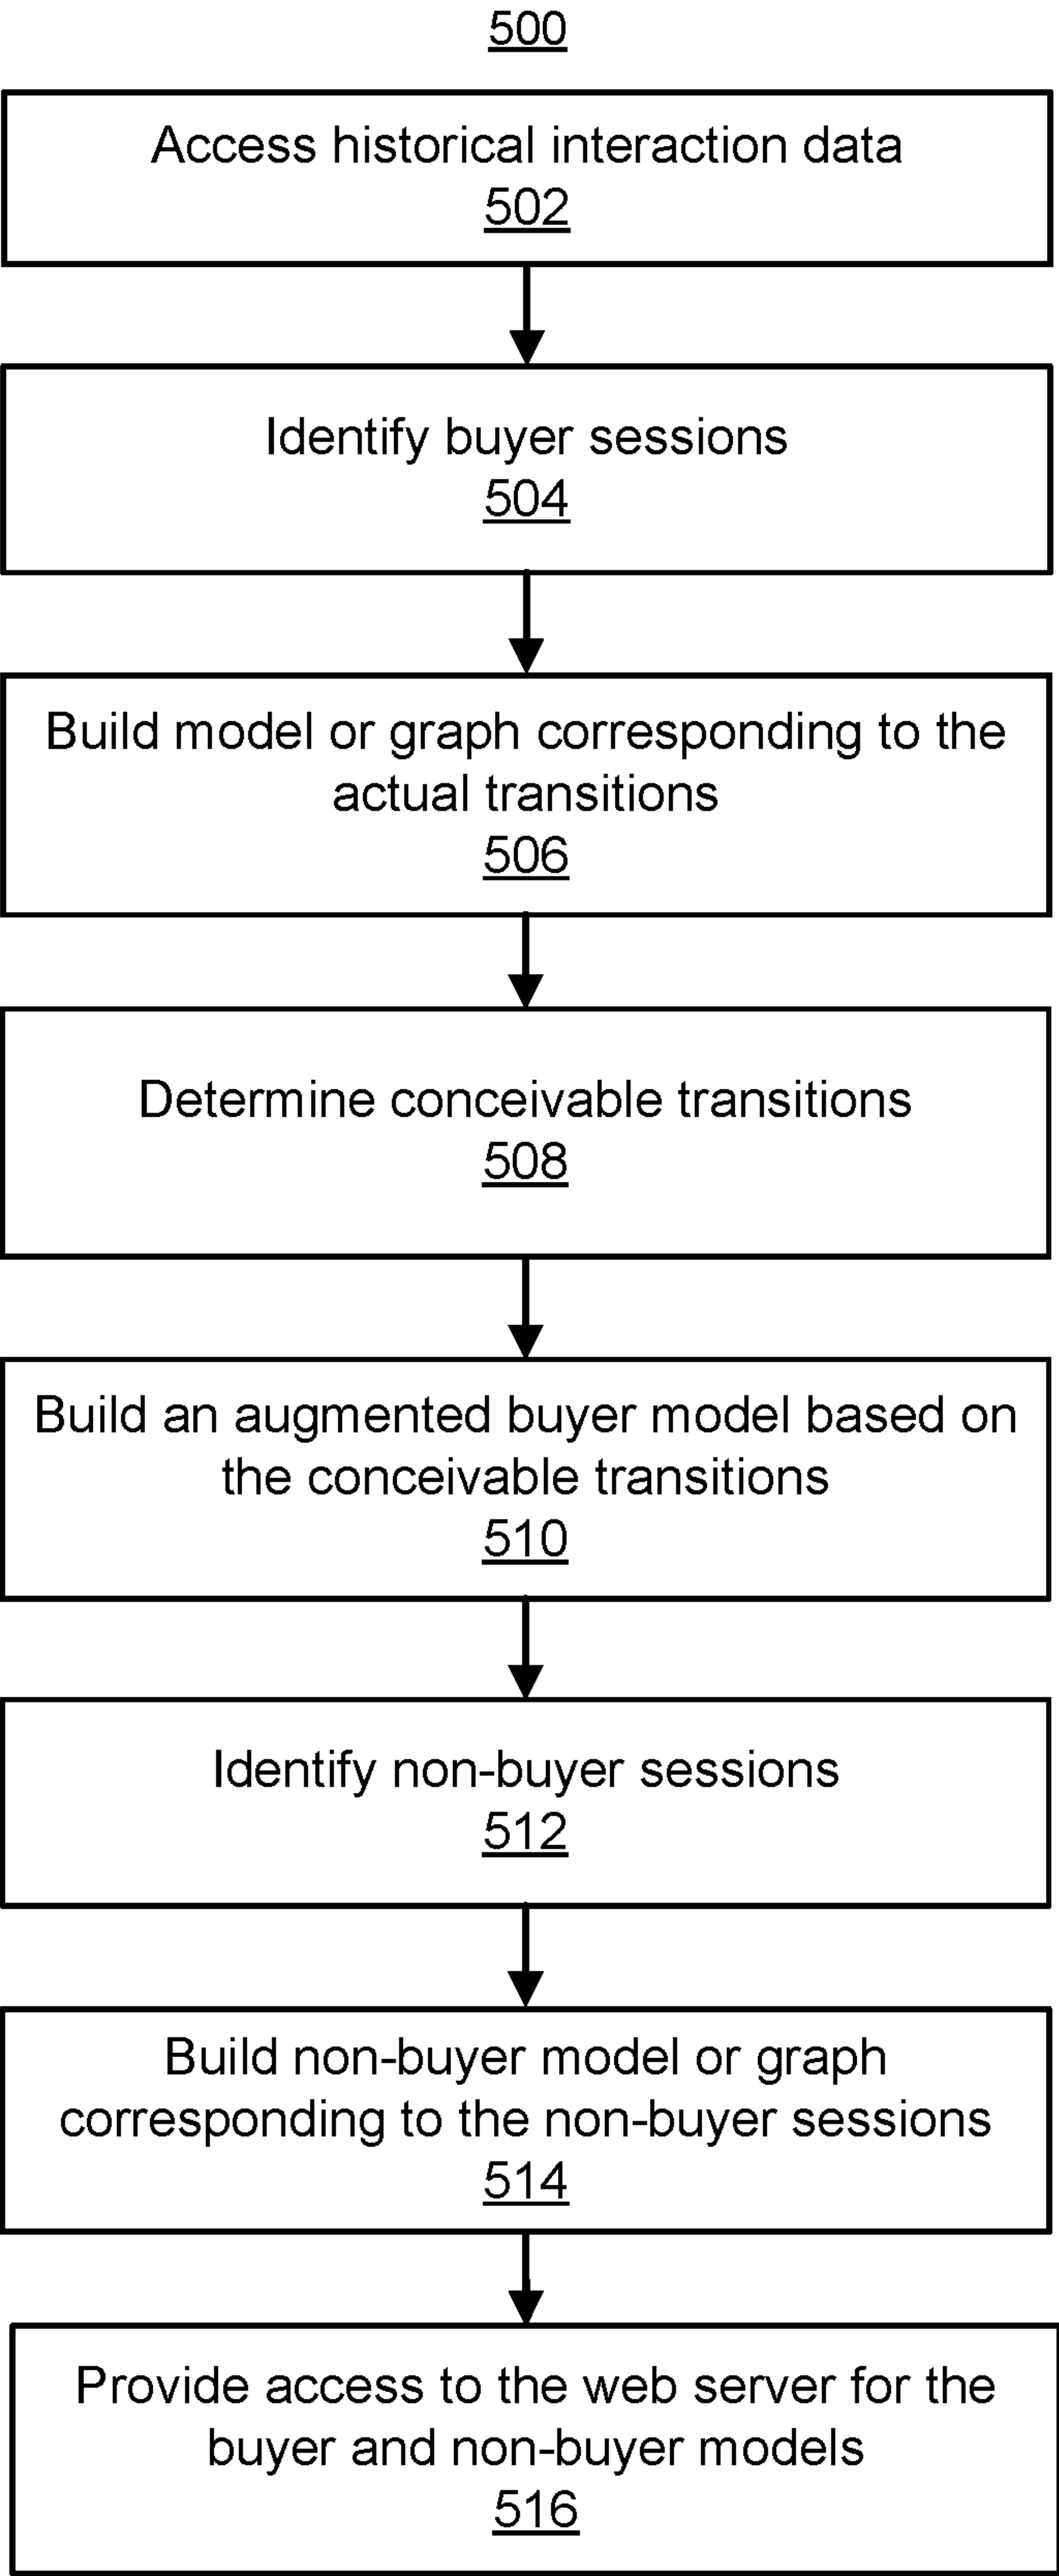 500
Access historical interaction data
502
Identify buyer sessions
504
Build model or graph corresponding to the
actual transitions
506
Determine conceivable transitions
508
Build an augmented buyer model based on
the conceivable transitions
510
Identify non-buyer sessions
512
Build non-buyer model or graph
corresponding to the non-buyer sessions
514
Provide access to the web server for the
buyer and non-buyer models
516